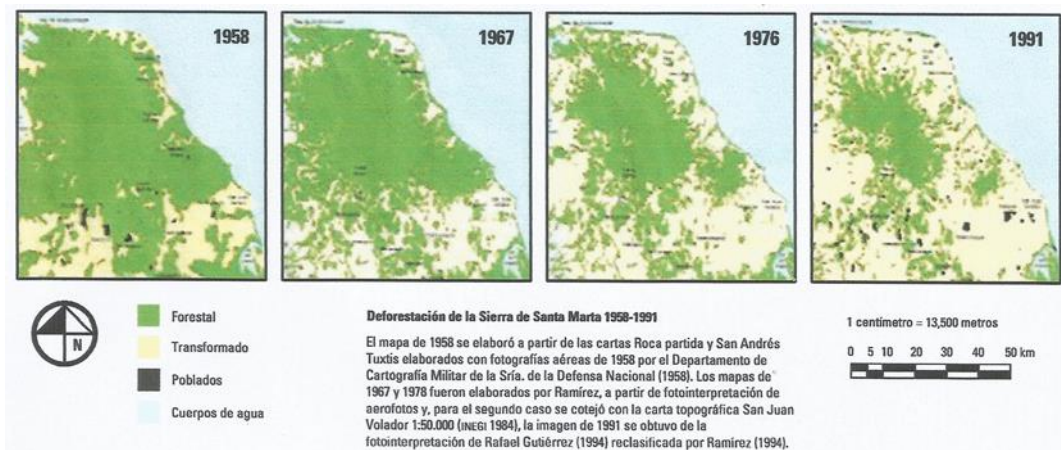 1958
1967
1976
1991
N
Forestal
Transformado
Poblados
Cuerpos de agua
Deforestación de la Sierra de Santa Marta 1958-1991
El mapa de 1958 se elaboró a partir de las cartas Roca partida y San Andrés
Tuxtis elaborados con fotografías aéreas de 1958 por el Departamento de
Cartografía Militar de la Sría. de la Defensa Nacional (1958). Los mapas de
1967 y 1978 fueron elaborados por Ramírez, a partir de fotointerpretación de
aerofotos y, para el segundo caso se cotejó con la carta topográfica San Juan
Volador 1:50.000 (INEGI 1984), la imagen de 1991 se obtuvo de la
fotointerpretación de Rafael Gutiérrez (1994) reclasificada por Ramírez (1994).
1 centímetro = 13,500 metros
0 5 10 20 30 40 50 km